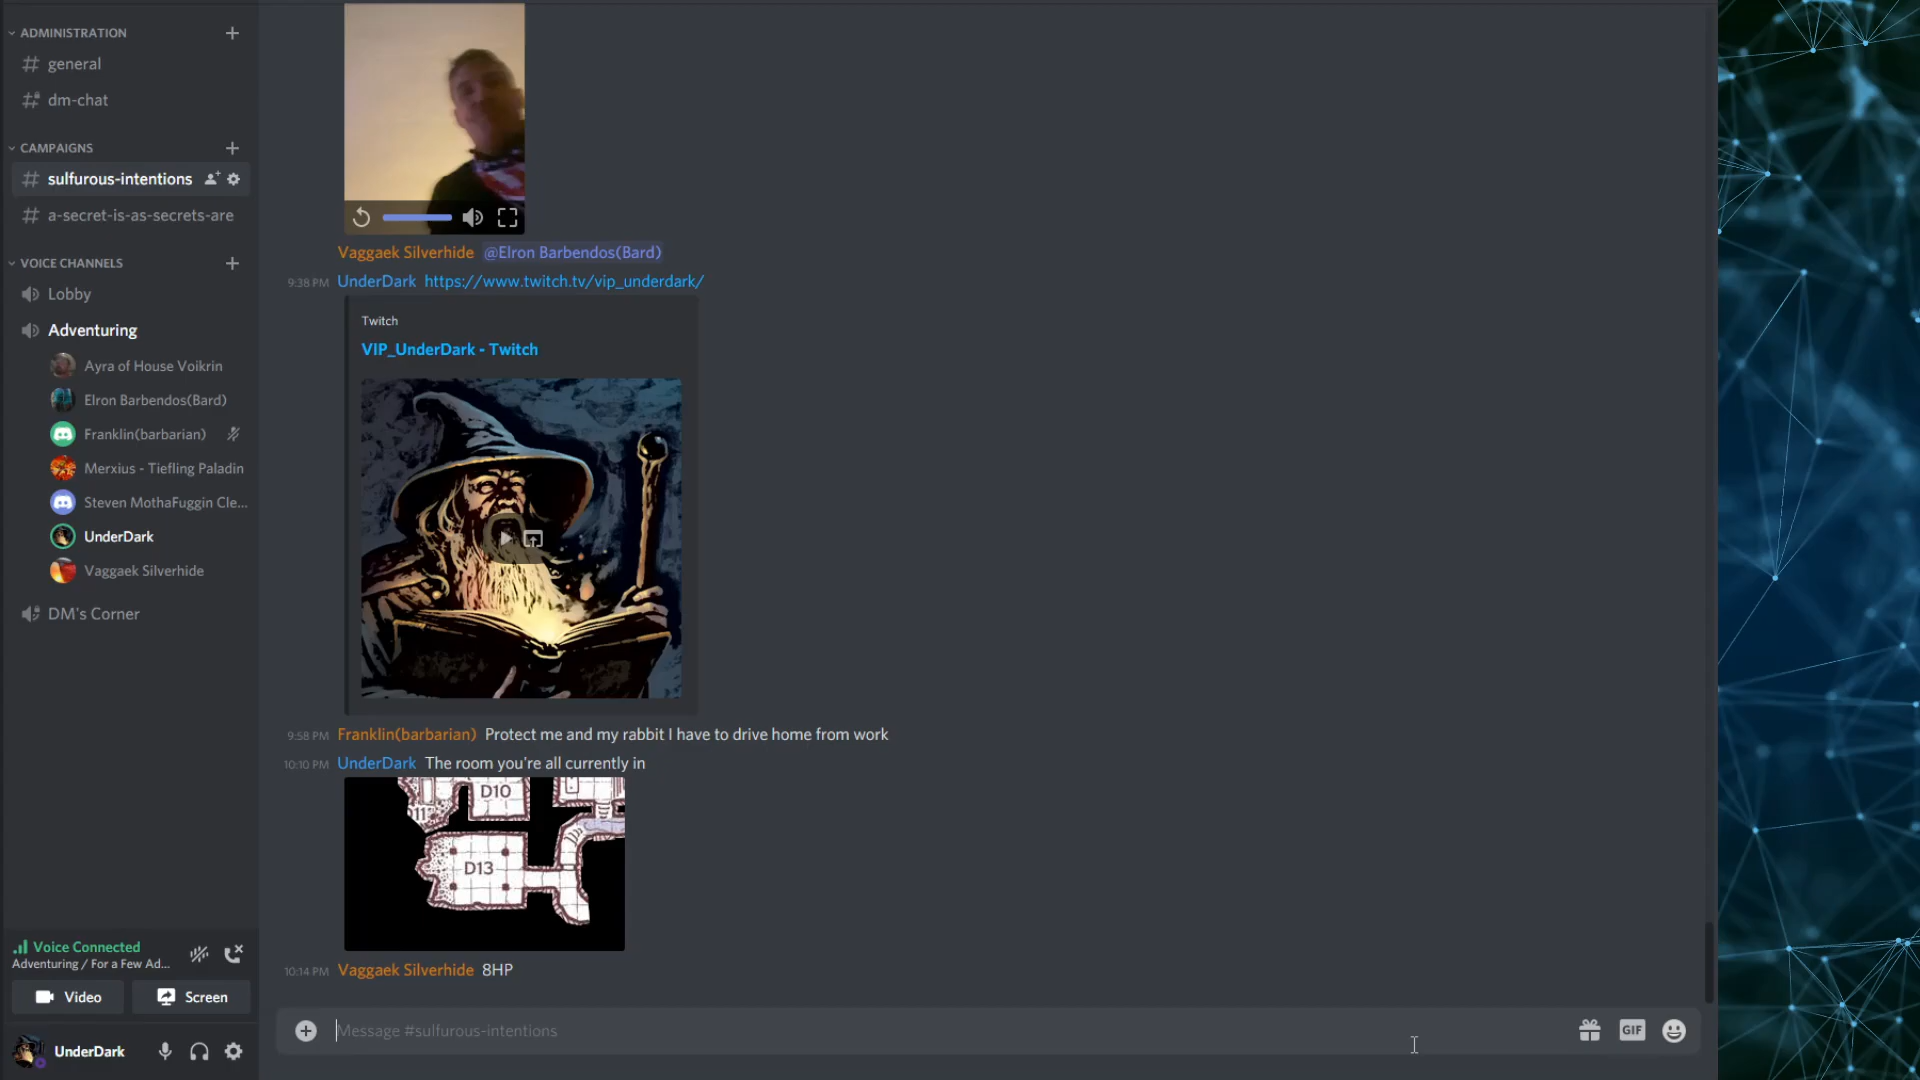 ADMINISTRATION
general
dm-chat
CAMPAIGNS
sulfurous-intentions
a-secret-is-as-secrets-are
VOICE CHANNELS
Lobby
Adventuring
Ayra of House Voikrin
Elron Barbendos(Bard)
Franklin(barbarian)
Merxius - Tiefling Paladin
Steven MothaFuggin Cle...
UnderDark
Vaggaek Silverhide
DM's Corner
Voice Connected
Adventuring / For a Few Ad...
Video
Screen
UnderDark
Vaggaek Silverhide @Elron Barbendos(Bard)
9:38 PM UnderDark https://www.twitch.tv/vip_underdark/
Twitch
VIP_UnderDark - Twitch
9:58 PM Franklin(barbarian) Protect me and my rabbit I have to drive home from work
10:10 PM UnderDark The room you're all currently in
D10
D13
10:14 PM Vaggaek Silverhide 8HP
Message #sulfurous-intentions
GIF